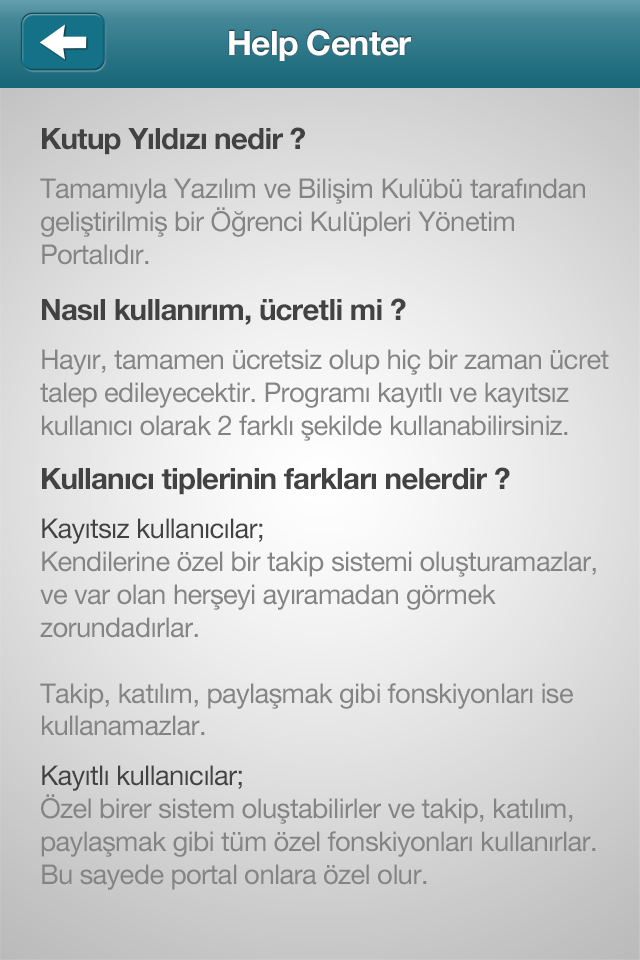 Help Center
Kutup Yıldızı nedir ?
Tamamıyla Yazılım ve Bilişim Kulübü tarafından
geliştirilmiş bir Öğrenci Kulüpleri Yönetim
Portalıdır.
Nasıl kullanırım, ücretli mi ?
Hayır, tamamen ücretsiz olup hiç bir zaman ücret
talep edileyecektir. Programı kayıtlı ve kayıtsız
kullanıcı olarak 2 farklı şekilde kullanabilirsiniz.
Kullanıcı tiplerinin farkları nelerdir ?
Kayıtsız kullanıcılar;
Kendilerine özel bir takip sistemi oluşturamazlar,
ve var olan herşeyi ayıramadan görmek
zorundadırlar.
Takip, katılım, paylaşmak gibi fonskiyonları ise
kullanamazlar.
Kayıtlı kullanıcılar;
Özel birer sistem oluştabilirler ve takip, katılım,
paylaşmak gibi tüm özel fonskiyonları kullanırlar.
Bu sayede portal onlara özel olur.